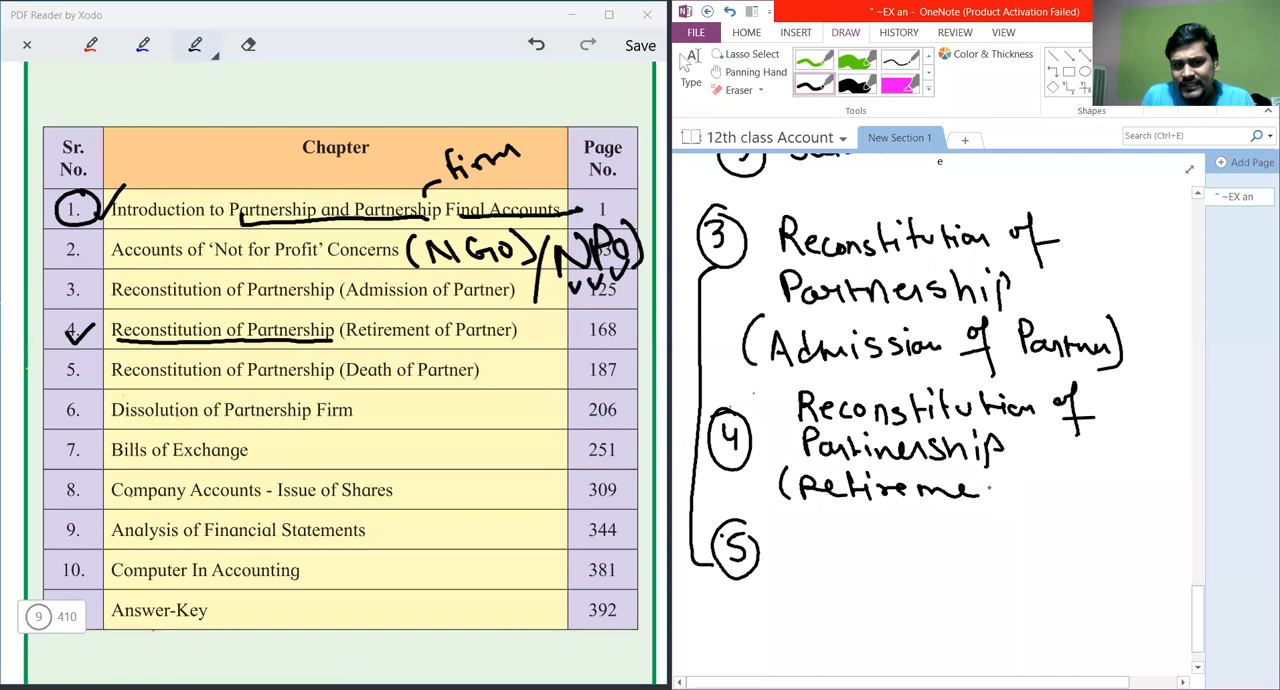 PDF Reader by Xodo
Save
Sr. No.
Chapter
Page No.
firm
1. Introduction to Partnership and Partnership Final Accounts 1
2. Accounts of 'Not for Profit' Concerns (NGO)/NPO)
3. Reconstitution of Partnership (Admission of Partner) 125
4. Reconstitution of Partnership (Retirement of Partner) 168
5. Reconstitution of Partnership (Death of Partner) 187
6. Dissolution of Partnership Firm 206
7. Bills of Exchange 251
8. Company Accounts - Issue of Shares 309
9. Analysis of Financial Statements 344
10. Computer In Accounting 381
Answer-Key 392
9 410
" ~EX an - OneNote (Product Activation Failed)
FILE HOME INSERT DRAW HISTORY REVIEW VIEW
Type
Lasso Select
Panning Hand
Eraser
Color & Thickness
Tools
Shapes
12th class Account
New Section 1
Search (Ctrl+E)
Add Page
" ~EX an
e
3 Reconstitution of
Partnership
(Admission of Partner)
4 Reconstitution of
Partinership
(Retireme
5